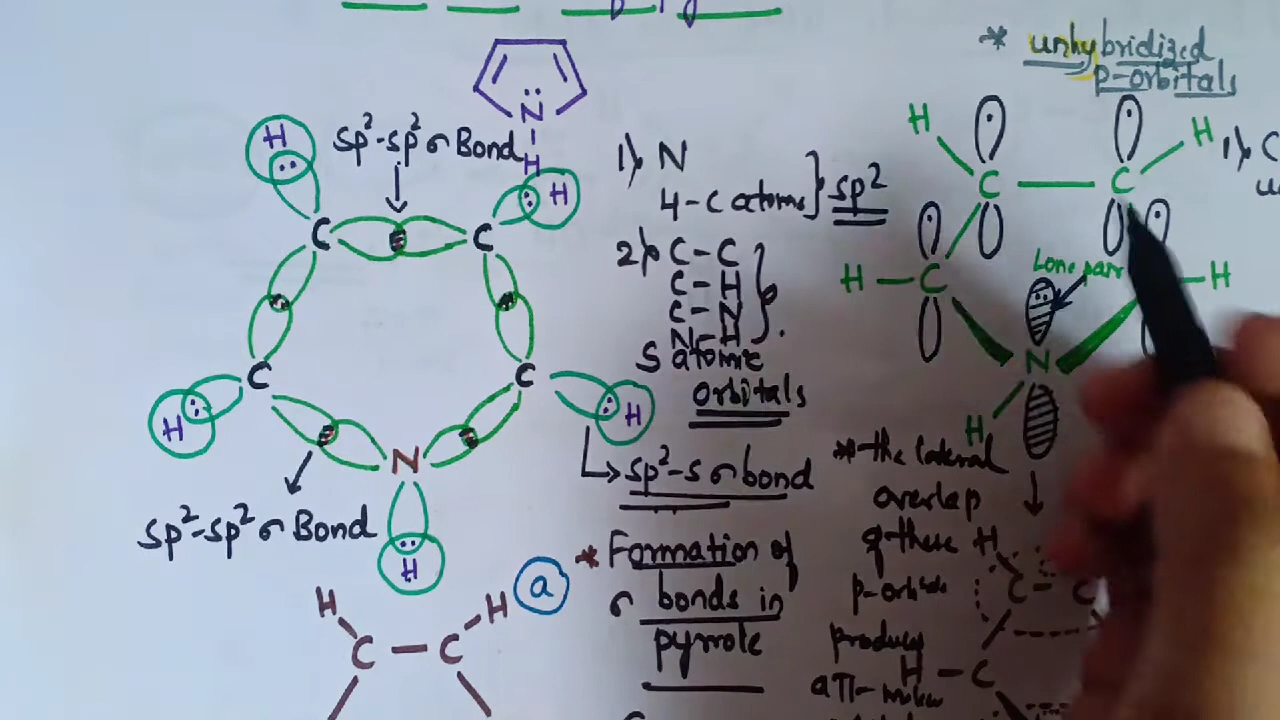 N
H
sp²-sp² σ Bond
H
H
C
C
C
C
H
H
N
H
sp²-sp² σ Bond
sp²-s σ bond
1) N
4-C atoms } sp²
2) C-C
C-H
C-N
N-H
S atomic
orbitals
* Formation of
σ bonds in
pyrrole
a
H
H
C - C
* unhybridized
p-orbitals
H
H
C
C
H
C
H
Lone pair
N
H
1) C
** the lateral
overlap
of these
p-orbitals
produces
H
C
C
H - C